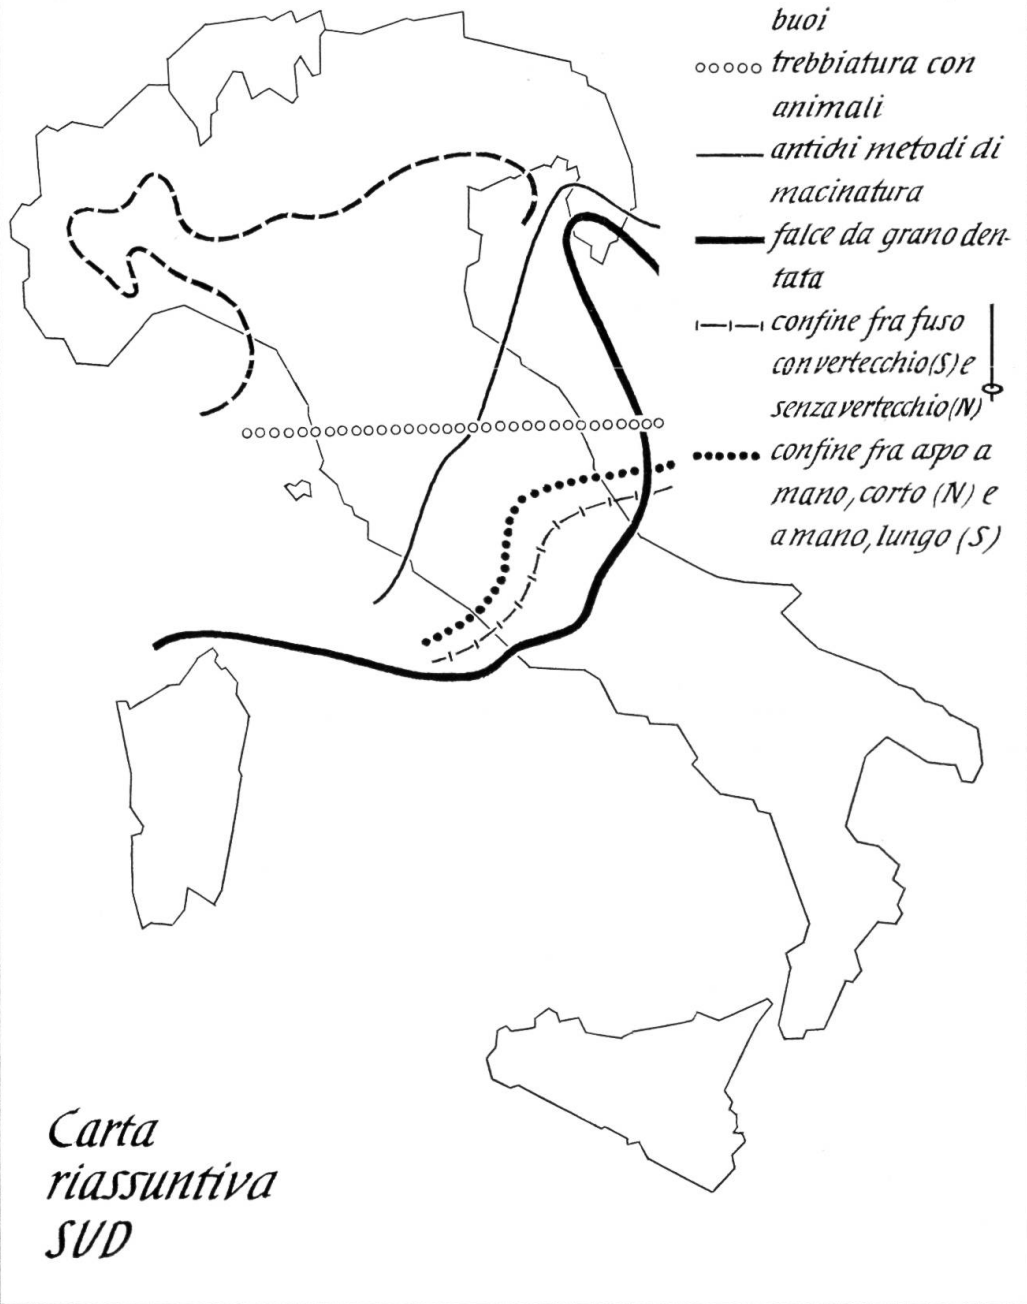 buoi
trebbiatura con
animali
antichi metodi di
macinatura
falce da grano den-
tata
confine fra fuso
con vertecchio (S) e
senza vertecchio (N)
confine fra aspo a
mano, corto (N) e
a mano, lungo (S)
Carta
riassuntiva
SUD